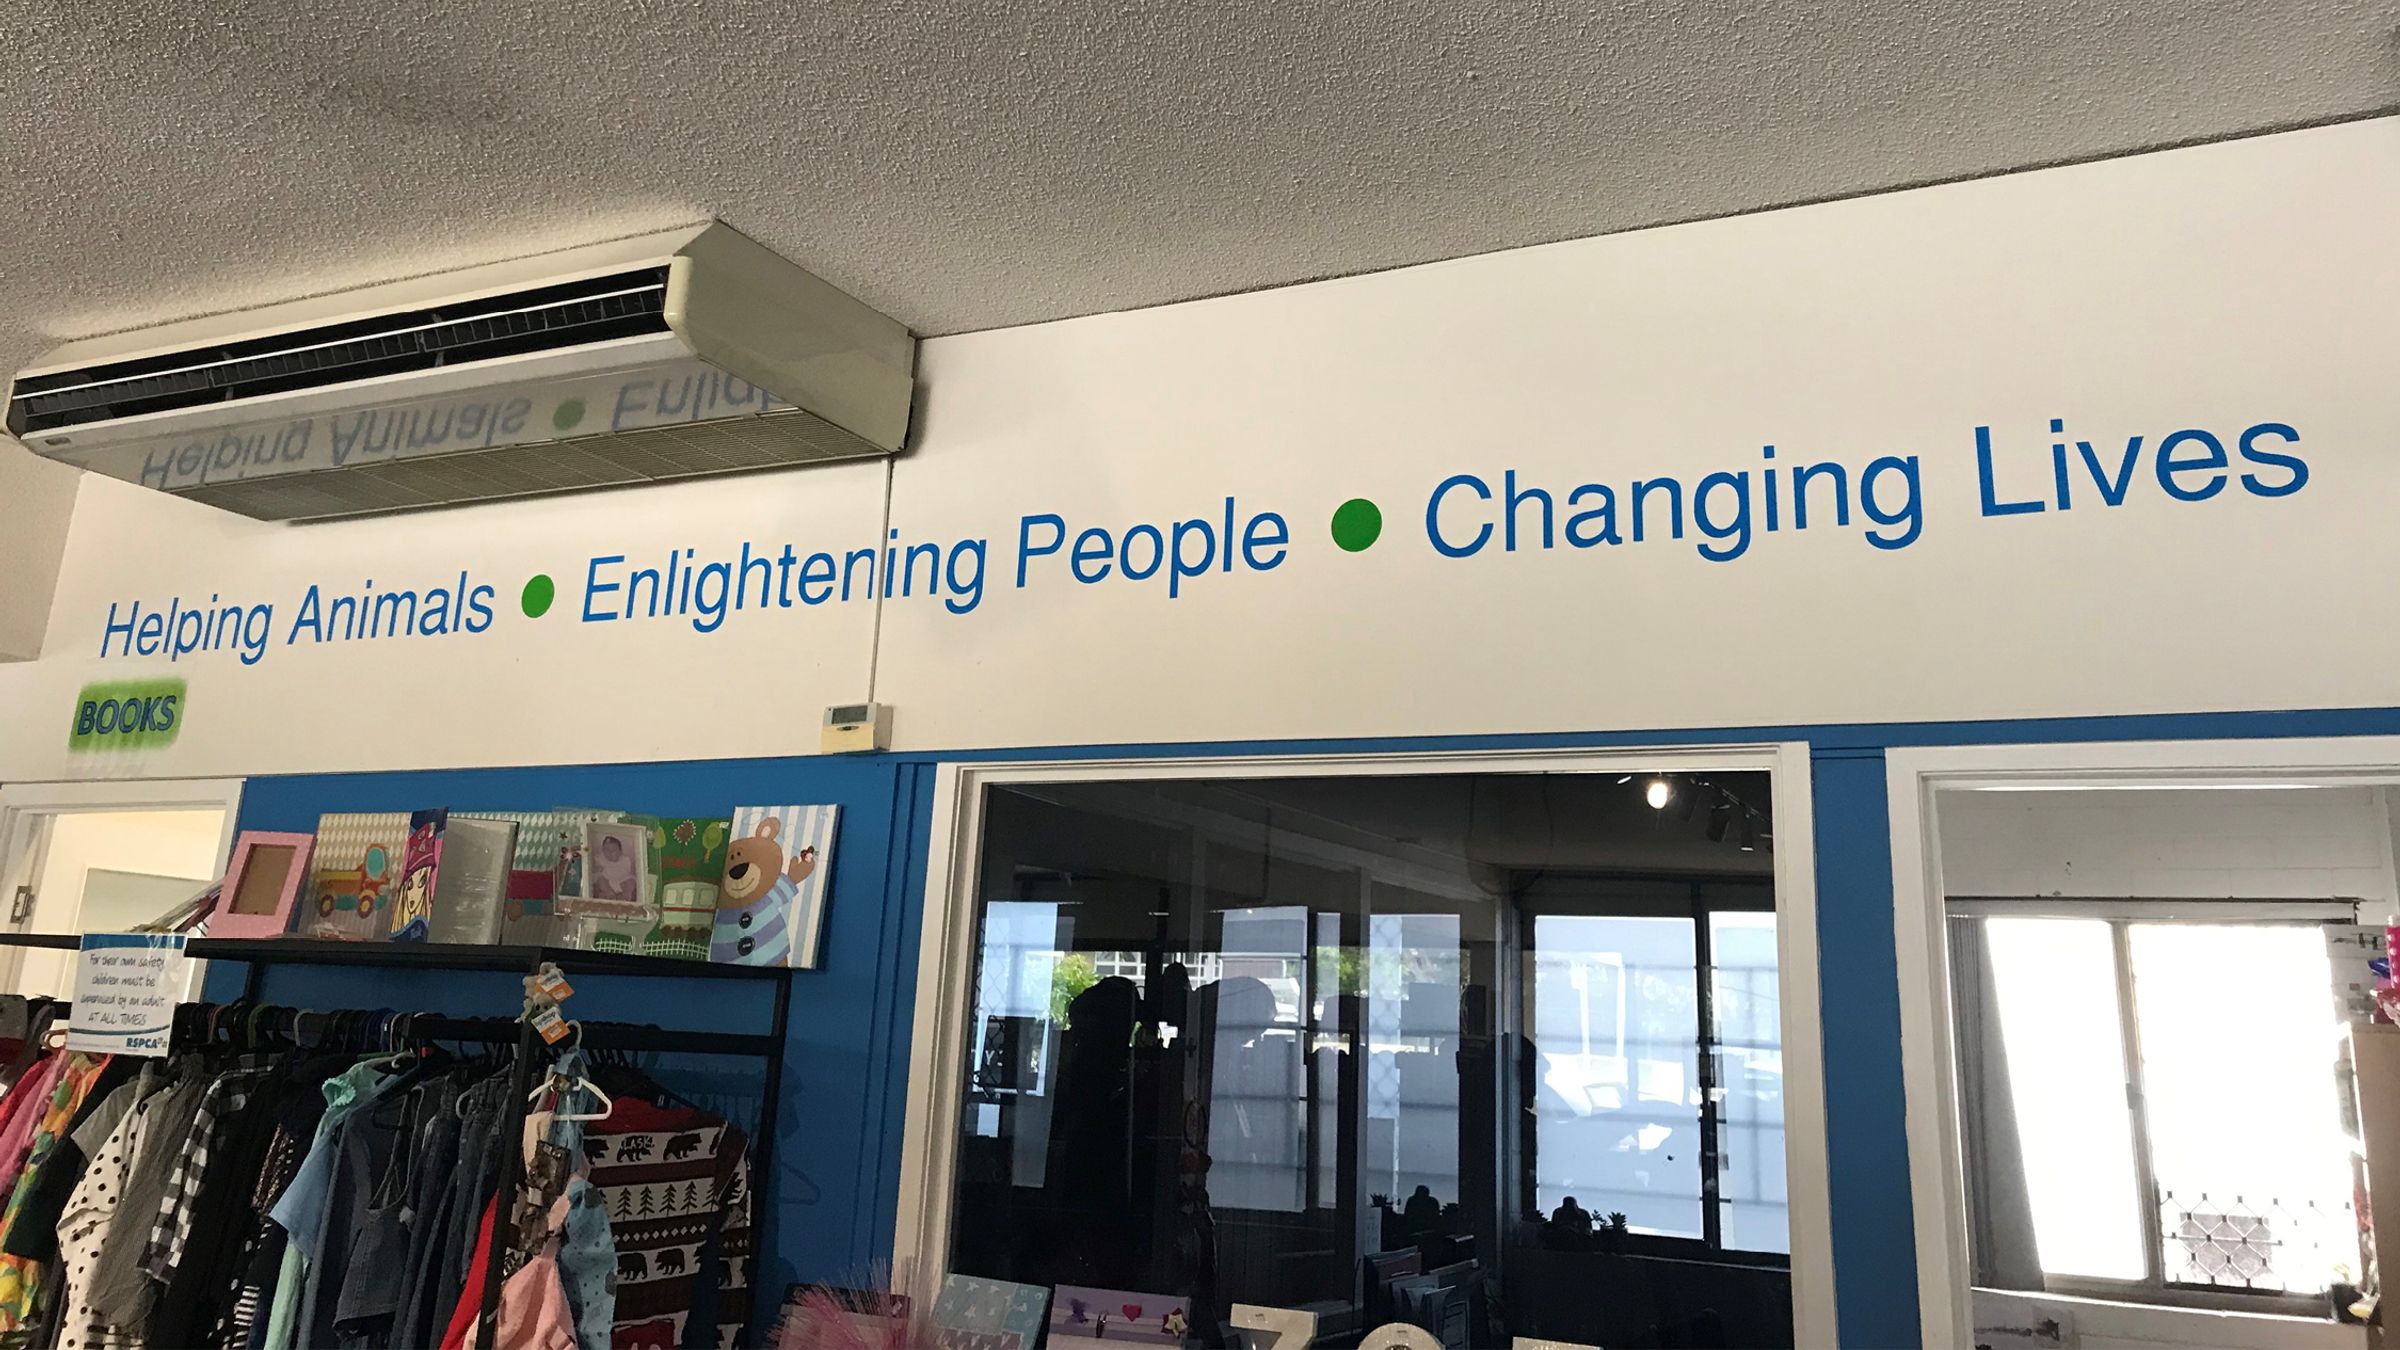 Helping Animals • Enlightening People • Changing Lives
BOOKS
For their own safety
children must be
supervised by an adult
AT ALL TIMES
RSPCA
ALASKA